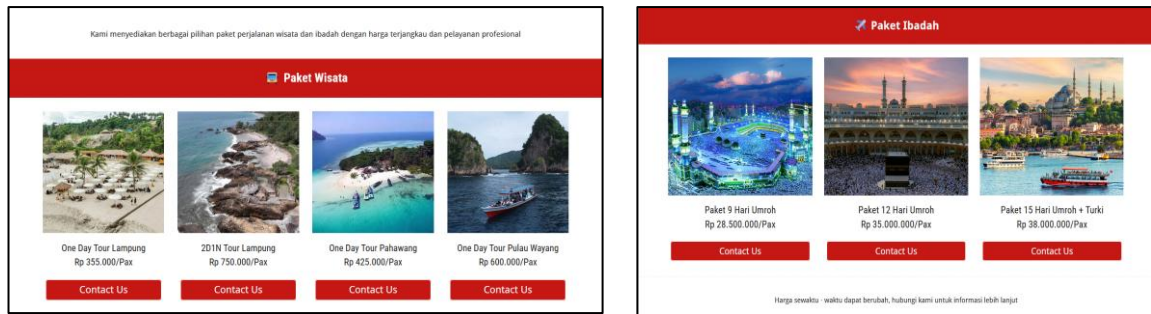 Kami menyediakan berbagai pilihan paket perjalanan wisata dan ibadah dengan harga terjangkau dan pelayanan profesional
Paket Wisata
One Day Tour Lampung
Rp 355.000/Pax
Contact Us
2D1N Tour Lampung
Rp 750.000/Pax
Contact Us
One Day Tour Pahawang
Rp 425.000/Pax
Contact Us
One Day Tour Pulau Wayang
Rp 600.000/Pax
Contact Us
Paket Ibadah
Paket 9 Hari Umroh
Rp 28.500.000/Pax
Contact Us
Paket 12 Hari Umroh
Rp 35.000.000/Pax
Contact Us
Paket 15 Hari Umroh + Turki
Rp 38.000.000/Pax
Contact Us
Harga sewaktu - waktu dapat berubah, hubungi kami untuk informasi lebih lanjut